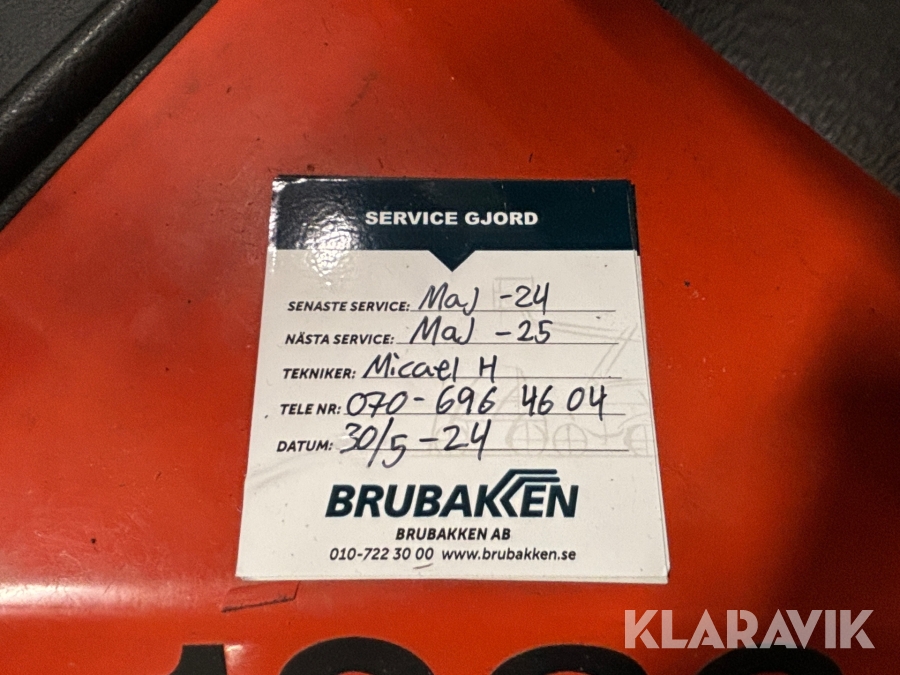 SERVICE GJORD
SENASTE SERVICE: Maj -24
NÄSTA SERVICE: Maj -25
TEKNIKER: Micael H
TELE NR: 070-696 46 04
DATUM: 30/5-24
BRUBAKKEN
BRUBAKKEN AB
010-722 30 00 www.brubakken.se
KLARAVIK